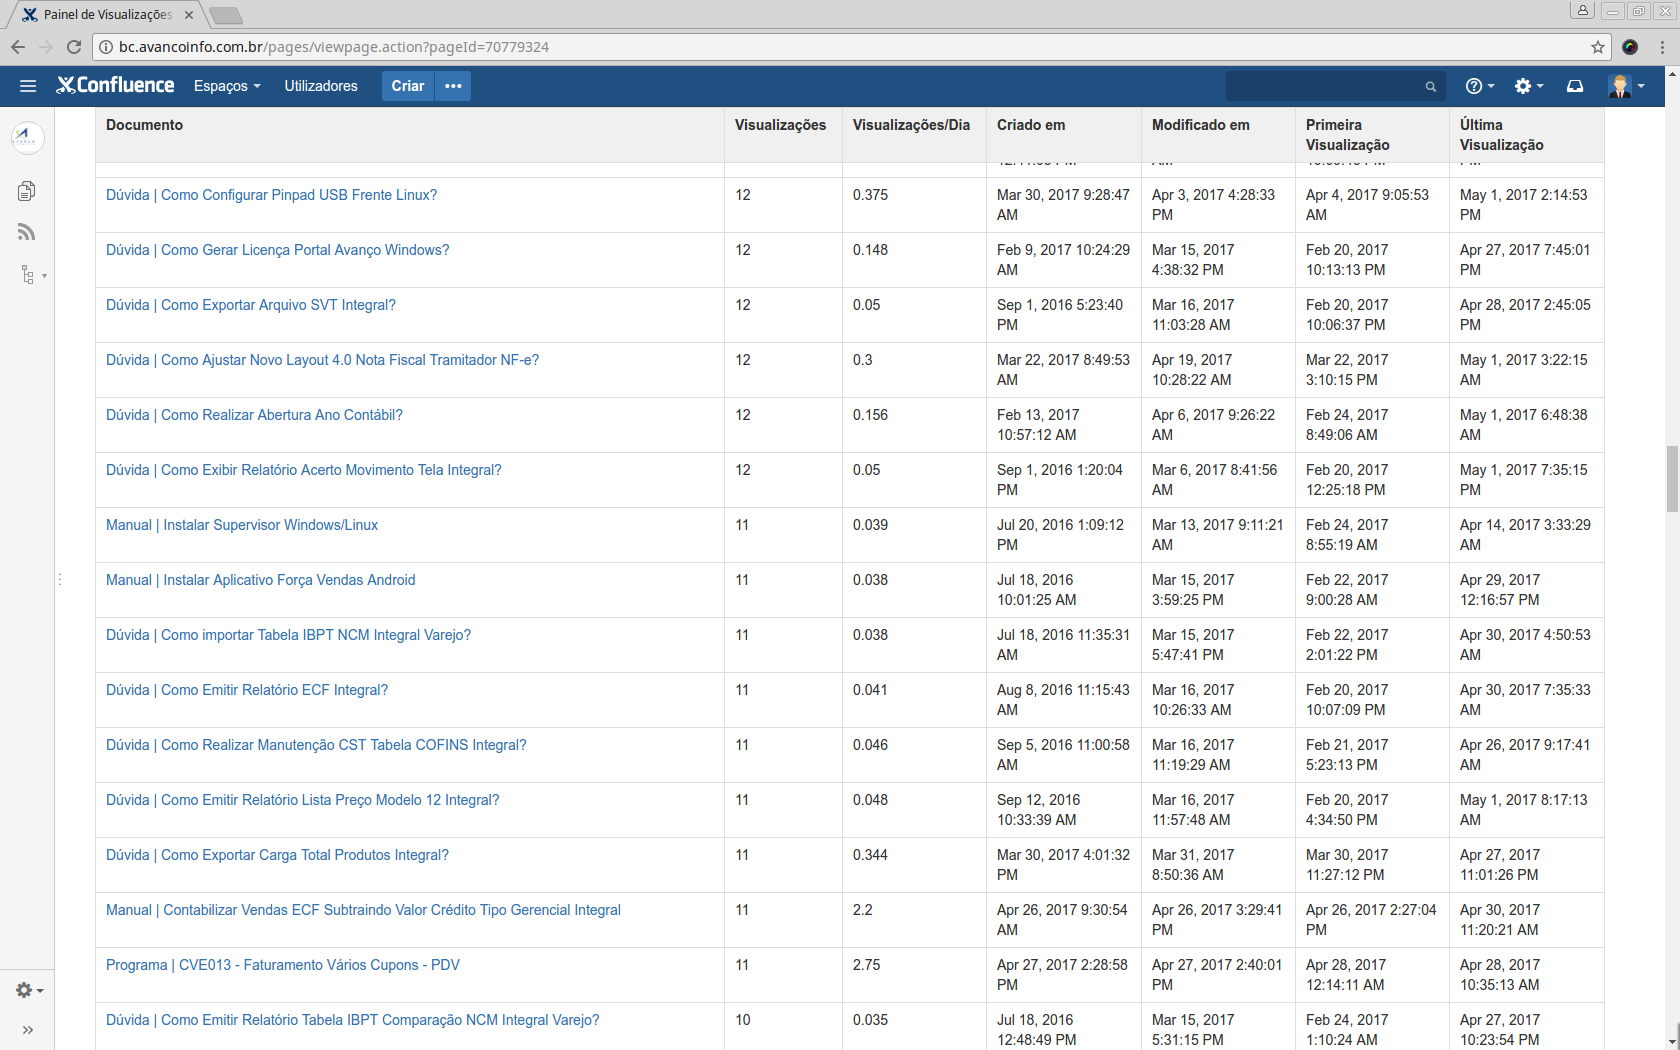 Painel de Visualizações
bc.avancoinfo.com.br/pages/viewpage.action?pageId=70779324
Confluence Espaços Utilizadores Criar •••
Documento Visualizações Visualizações/Dia Criado em Modificado em Primeira Última
Visualização Visualização
Dúvida | Como Configurar Pinpad USB Frente Linux? 12 0.375 Mar 30, 2017 9:28:47 Apr 3, 2017 4:28:33 Apr 4, 2017 9:05:53 May 1, 2017 2:14:53
AM PM AM PM
Dúvida | Como Gerar Licença Portal Avanço Windows? 12 0.148 Feb 9, 2017 10:24:29 Mar 15, 2017 Feb 20, 2017 Apr 27, 2017 7:45:01
AM 4:38:32 PM 10:13:13 PM PM
Dúvida | Como Exportar Arquivo SVT Integral? 12 0.05 Sep 1, 2016 5:23:40 Mar 16, 2017 Feb 20, 2017 Apr 28, 2017 2:45:05
PM 11:03:28 AM 10:06:37 PM PM
Dúvida | Como Ajustar Novo Layout 4.0 Nota Fiscal Tramitador NF-e? 12 0.3 Mar 22, 2017 8:49:53 Apr 19, 2017 Mar 22, 2017 May 1, 2017 3:22:15
AM 10:28:22 AM 3:10:15 PM AM
Dúvida | Como Realizar Abertura Ano Contábil? 12 0.156 Feb 13, 2017 Apr 6, 2017 9:26:22 Feb 24, 2017 May 1, 2017 6:48:38
10:57:12 AM AM 8:49:06 AM AM
Dúvida | Como Exibir Relatório Acerto Movimento Tela Integral? 12 0.05 Sep 1, 2016 1:20:04 Mar 6, 2017 8:41:56 Feb 20, 2017 May 1, 2017 7:35:15
PM AM 12:25:18 PM PM
Manual | Instalar Supervisor Windows/Linux 11 0.039 Jul 20, 2016 1:09:12 Mar 13, 2017 9:11:21 Feb 24, 2017 Apr 14, 2017 3:33:29
PM AM 8:55:19 AM AM
Manual | Instalar Aplicativo Força Vendas Android 11 0.038 Jul 18, 2016 Mar 15, 2017 Feb 22, 2017 Apr 29, 2017
10:01:25 AM 3:59:25 PM 9:00:28 AM 12:16:57 PM
Dúvida | Como importar Tabela IBPT NCM Integral Varejo? 11 0.038 Jul 18, 2016 11:35:31 Mar 15, 2017 Feb 22, 2017 Apr 30, 2017 4:50:53
AM 5:47:41 PM 2:01:22 PM AM
Dúvida | Como Emitir Relatório ECF Integral? 11 0.041 Aug 8, 2016 11:15:43 Mar 16, 2017 Feb 20, 2017 Apr 30, 2017 7:35:33
AM 10:26:33 AM 10:07:09 PM AM
Dúvida | Como Realizar Manutenção CST Tabela COFINS Integral? 11 0.046 Sep 5, 2016 11:00:58 Mar 16, 2017 Feb 21, 2017 Apr 26, 2017 9:17:41
AM 11:19:29 AM 5:23:13 PM AM
Dúvida | Como Emitir Relatório Lista Preço Modelo 12 Integral? 11 0.048 Sep 12, 2016 Mar 16, 2017 Feb 20, 2017 May 1, 2017 8:17:13
10:33:39 AM 11:57:48 AM 4:34:50 PM AM
Dúvida | Como Exportar Carga Total Produtos Integral? 11 0.344 Mar 30, 2017 4:01:32 Mar 31, 2017 Mar 30, 2017 Apr 27, 2017
PM 8:50:36 AM 11:27:12 PM 11:01:26 PM
Manual | Contabilizar Vendas ECF Subtraindo Valor Crédito Tipo Gerencial Integral 11 2.2 Apr 26, 2017 9:30:54 Apr 26, 2017 3:29:41 Apr 26, 2017 2:27:04 Apr 30, 2017
AM PM PM 11:20:21 AM
Programa | CVE013 - Faturamento Vários Cupons - PDV 11 2.75 Apr 27, 2017 2:28:58 Apr 27, 2017 2:40:01 Apr 28, 2017 Apr 28, 2017
PM PM 12:14:11 AM 10:35:13 AM
Dúvida | Como Emitir Relatório Tabela IBPT Comparação NCM Integral Varejo? 10 0.035 Jul 18, 2016 Mar 15, 2017 Feb 24, 2017 Apr 27, 2017
12:48:49 PM 5:31:15 PM 1:10:24 AM 10:23:54 PM